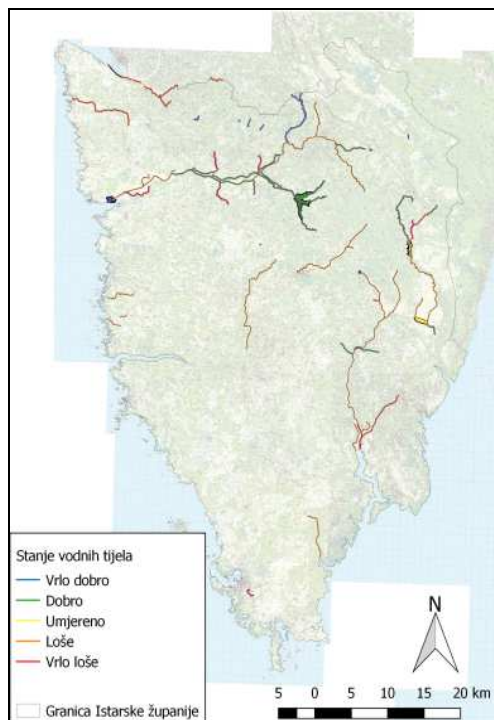 Stanje vodnih tijela
Vrlo dobro
Dobro
Umjereno
Loše
Vrlo loše
Granica Istarske županije
N
5 0 5 10 15 20 km